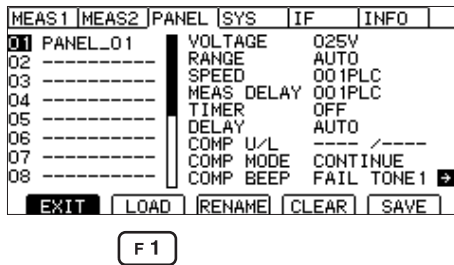 MEAS1 MEAS2 PANEL SYS IF INFO
01 PANEL_01 VOLTAGE 025V
02 ---------- RANGE AUTO
03 ---------- SPEED 001PLC
04 ---------- MEAS DELAY 001PLC
05 ---------- TIMER OFF
06 ---------- DELAY AUTO
07 ---------- COMP U/L ---- /----
08 ---------- COMP MODE CONTINUE
COMP BEEP FAIL TONE1 →
EXIT LOAD RENAME CLEAR SAVE
F1